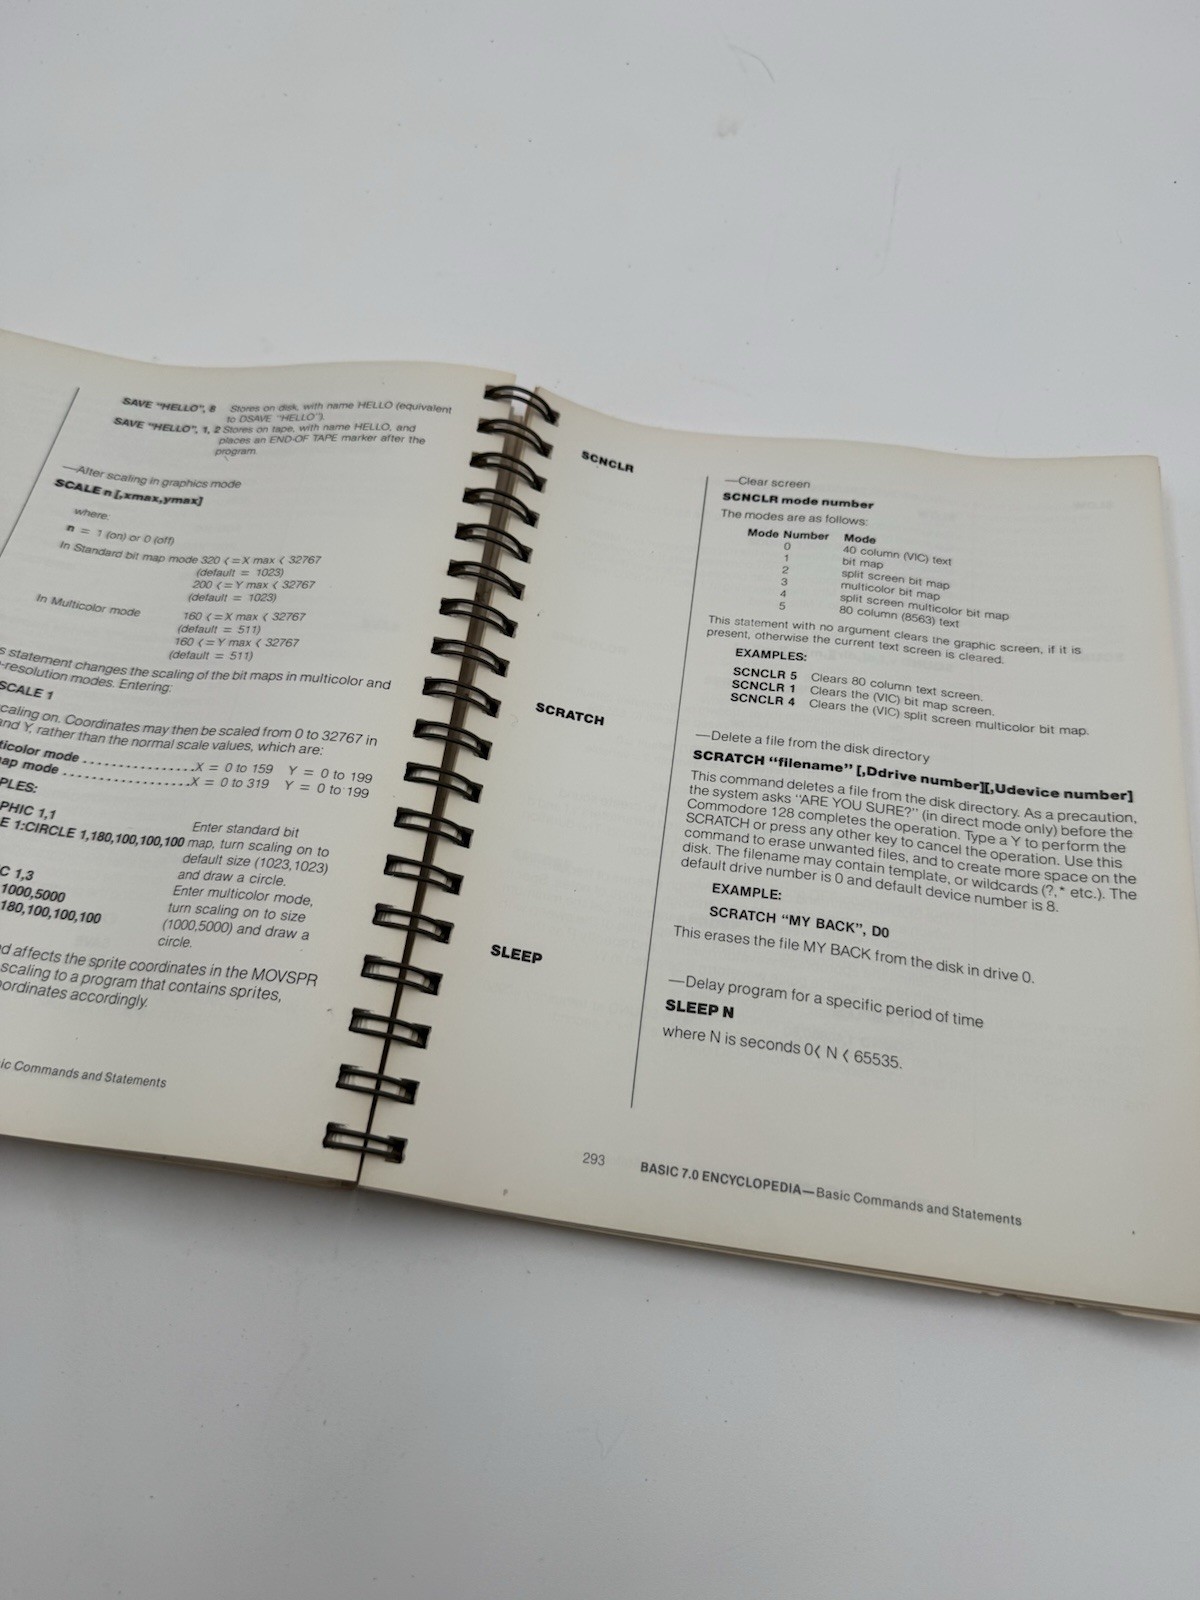 SAVE "HELLO", 8 Stores on disk, with name HELLO (equivalent
to DSAVE "HELLO").
SAVE "HELLO", 1, 2 Stores on tape, with name HELLO, and
places an END-OF TAPE marker after the
program.
—Alter scaling in graphics mode
SCALE n [,xmax,ymax]
where:
n = 1 (on) or 0 (off)
In Standard bit map mode 320 <= X max < 32767
(default = 1023)
200 <= Y max < 32767
(default = 1023)
In Multicolor mode 160 <= X max < 32767
(default = 511)
160 <= Y max < 32767
(default = 511)
s statement changes the scaling of the bit maps in multicolor and
-resolution modes. Entering:
SCALE 1
caling on. Coordinates may then be scaled from 0 to 32767 in
and Y, rather than the normal scale values, which are:
ticolor mode ................X = 0 to 159 Y = 0 to 199
map mode ..................X = 0 to 319 Y = 0 to 199
PLES:
PHIC 1,1 Enter standard bit
E 1:CIRCLE 1,180,100,100,100 map, turn scaling on to
default size (1023,1023)
and draw a circle.
C 1,3 Enter multicolor mode,
1000,5000 turn scaling on to size
180,100,100,100 (1000,5000) and draw a
circle.
d affects the sprite coordinates in the MOVSPR
scaling to a program that contains sprites,
oordinates accordingly.
sic Commands and Statements
SCNCLR
—Clear screen
SCNCLR mode number
The modes are as follows:
Mode Number Mode
0 40 column (VIC) text
1 bit map
2 split screen bit map
3 multicolor bit map
4 split screen multicolor bit map
5 80 column (8563) text
This statement with no argument clears the graphic screen, if it is
present, otherwise the current text screen is cleared.
EXAMPLES:
SCNCLR 5 Clears 80 column text screen.
SCNCLR 1 Clears the (VIC) bit map screen.
SCNCLR 4 Clears the (VIC) split screen multicolor bit map.
SCRATCH
—Delete a file from the disk directory
SCRATCH "filename" [,Ddrive number][,Udevice number]
This command deletes a file from the disk directory. As a precaution,
the system asks "ARE YOU SURE?" (in direct mode only) before the
Commodore 128 completes the operation. Type a Y to perform the
SCRATCH or press any other key to cancel the operation. Use this
command to erase unwanted files, and to create more space on the
disk. The filename may contain template, or wildcards (?,* etc.). The
default drive number is 0 and default device number is 8.
EXAMPLE:
SCRATCH "MY BACK", D0
This erases the file MY BACK from the disk in drive 0.
SLEEP
—Delay program for a specific period of time
SLEEP N
where N is seconds 0< N < 65535.
293 BASIC 7.0 ENCYCLOPEDIA—Basic Commands and Statements